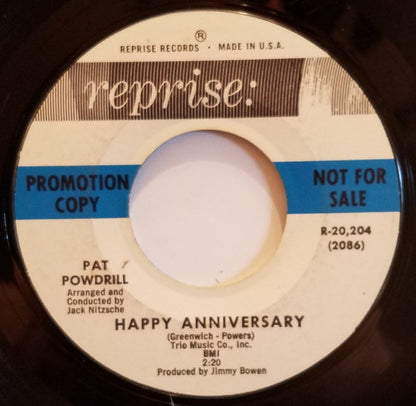 ®
REPRISE RECORDS • MADE IN U.S.A.
reprise:
PROMOTION COPY
NOT FOR SALE
R-20,204
(2086)
PAT
POWDRILL
Arranged and
Conducted by
Jack Nitzsche
HAPPY ANNIVERSARY
(Greenwich - Powers)
Trio Music Co., Inc.
BMI
2:20
Produced by Jimmy Bowen